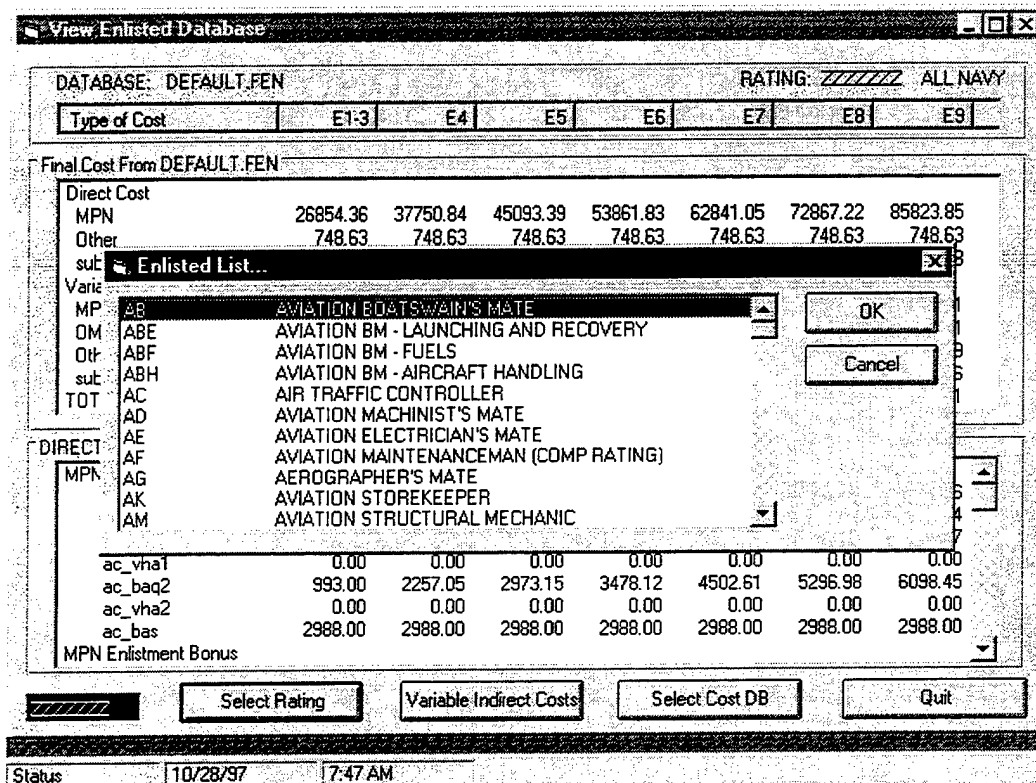 View Enlisted Database
DATABASE: DEFAULT.FEN RATING: ZZZZZZZ ALL NAVY
Type of Cost E1-3 E4 E5 E6 E7 E8 E9
Final Cost From DEFAULT.FEN
Direct Cost
MPN 26854.36 37750.84 45093.39 53861.83 62841.05 72867.22 85823.85
Other 748.63 748.63 748.63 748.63 748.63 748.63 748.63
Enlisted List...
AB AVIATION BOATSWAIN'S MATE
ABE AVIATION BM - LAUNCHING AND RECOVERY
ABF AVIATION BM - FUELS
ABH AVIATION BM - AIRCRAFT HANDLING
AC AIR TRAFFIC CONTROLLER
AD AVIATION MACHINIST'S MATE
AE AVIATION ELECTRICIAN'S MATE
AF AVIATION MAINTENANCEMAN (COMP RATING)
AG AEROGRAPHER'S MATE
AK AVIATION STOREKEEPER
AM AVIATION STRUCTURAL MECHANIC
OK
Cancel
sub
Varia
MP
OM
Oth
sub
TOT
DIRECT
MPN
ac_vha1 0.00 0.00 0.00 0.00 0.00 0.00 0.00
ac_baq2 993.00 2257.05 2973.15 3478.12 4502.61 5296.98 6098.45
ac_vha2 0.00 0.00 0.00 0.00 0.00 0.00 0.00
ac_bas 2988.00 2988.00 2988.00 2988.00 2988.00 2988.00 2988.00
MPN Enlistment Bonus
ZZZZZZZ Select Rating Variable Indirect Costs Select Cost DB Quit
Status 10/28/97 7:47 AM